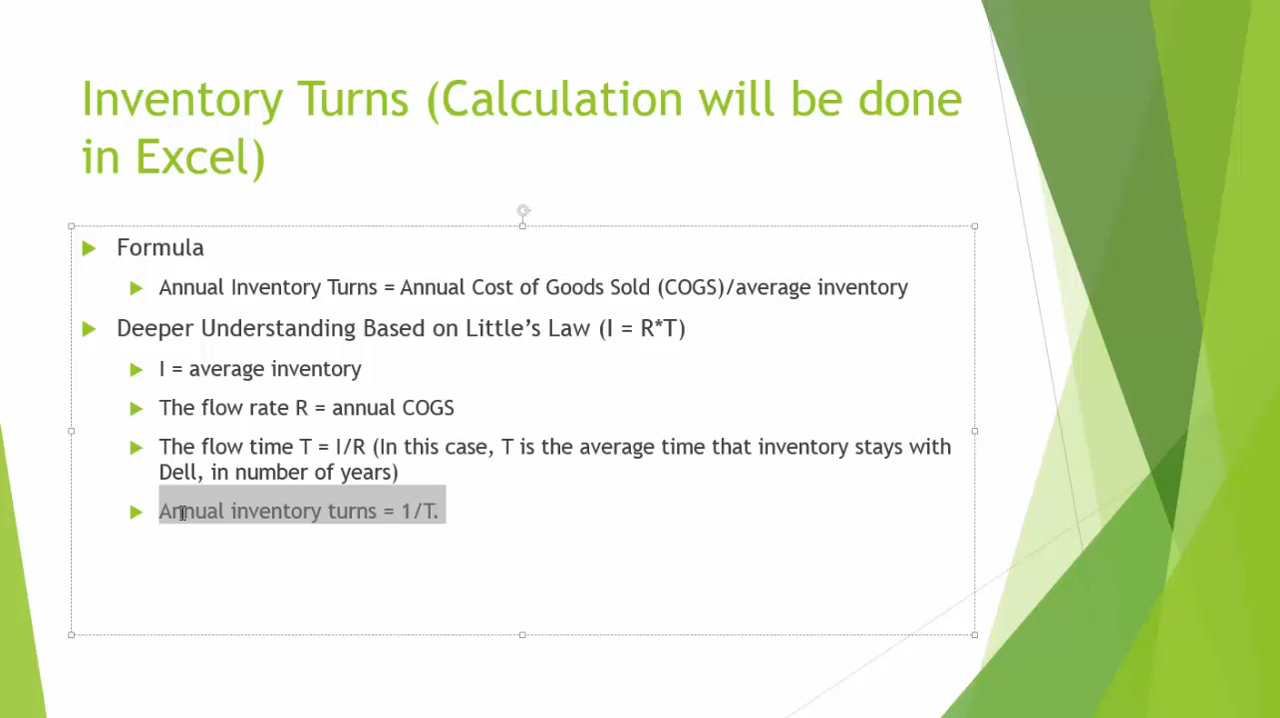 Inventory Turns (Calculation will be done
in Excel)
Formula
Annual Inventory Turns = Annual Cost of Goods Sold (COGS)/average inventory
Deeper Understanding Based on Little’s Law (I = R*T)
I = average inventory
The flow rate R = annual COGS
The flow time T = I/R (In this case, T is the average time that inventory stays with
Dell, in number of years)
Annual inventory turns = 1/T.